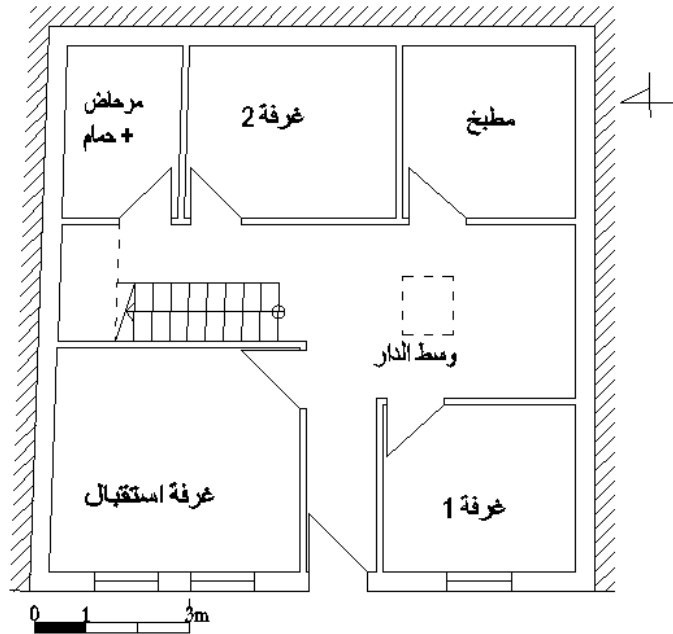 مرحاض
+ حمام
غرفة 2
مطبخ
وسط الدار
غرفة استقبال
غرفة 1
0 1 3m